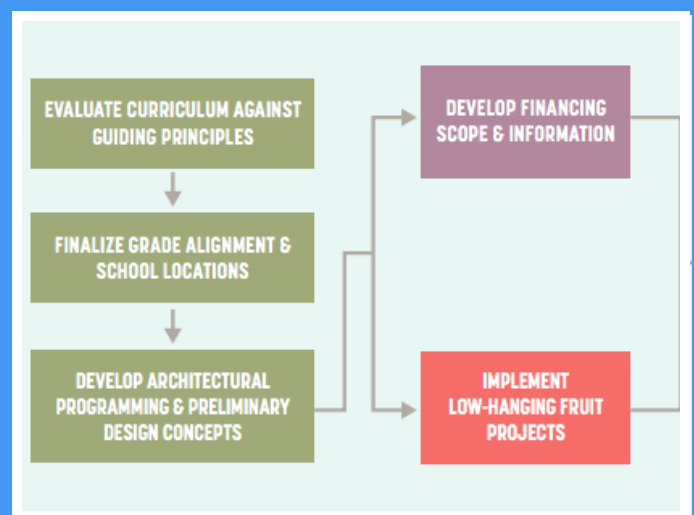 EVALUATE CURRICULUM AGAINST
GUIDING PRINCIPLES
FINALIZE GRADE ALIGNMENT &
SCHOOL LOCATIONS
DEVELOP ARCHITECTURAL
PROGRAMMING & PRELIMINARY
DESIGN CONCEPTS
DEVELOP FINANCING
SCOPE & INFORMATION
IMPLEMENT
LOW-HANGING FRUIT
PROJECTS